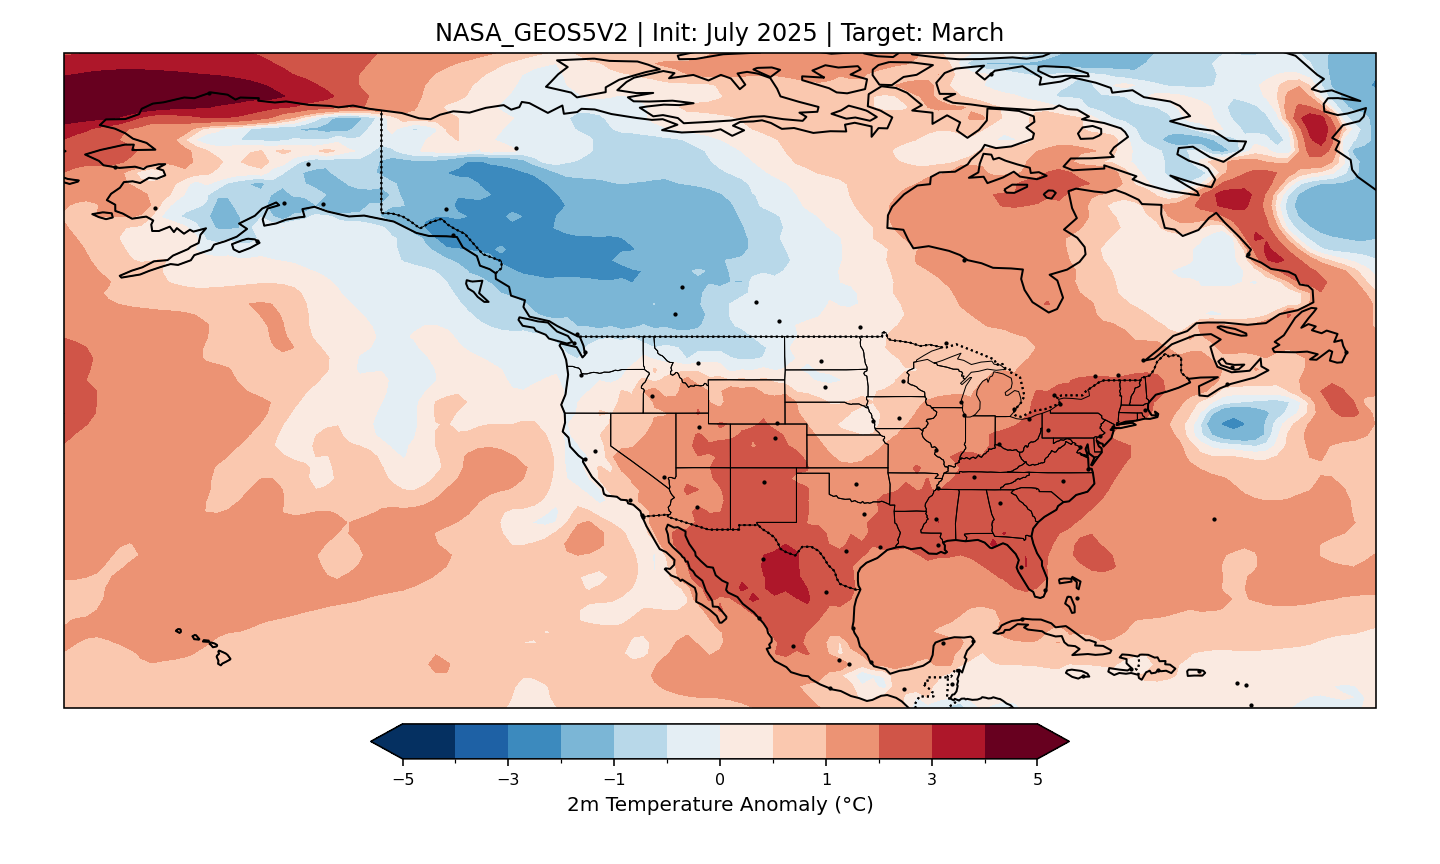 NASA_GEOS5V2 | Init: July 2025 | Target: March
−5 −3 −1 0 1 3 5
2m Temperature Anomaly (°C)